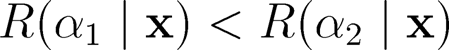 R(α₁ | 𝐱) < R(α₂ | 𝐱)